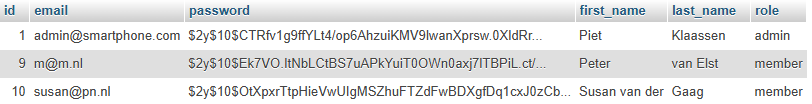 id email password first_name last_name role
1 admin@smartphone.com $2y$10$CTRfv1g9ffYLt4/op6AhzuiKMV9lwanXprsw.0XldRr... Piet Klaassen admin
9 m@m.nl $2y$10$Ek7VO.ltNbLCtBS7uAPkYuiT0OWn0axj7lTBPiL.ct/... Peter van Elst member
10 susan@pn.nl $2y$10$OtXpxrTtpHieVwUIgMSZhuFTZdFwBDXgfDq1cxJ0zCb... Susan van der Gaag member